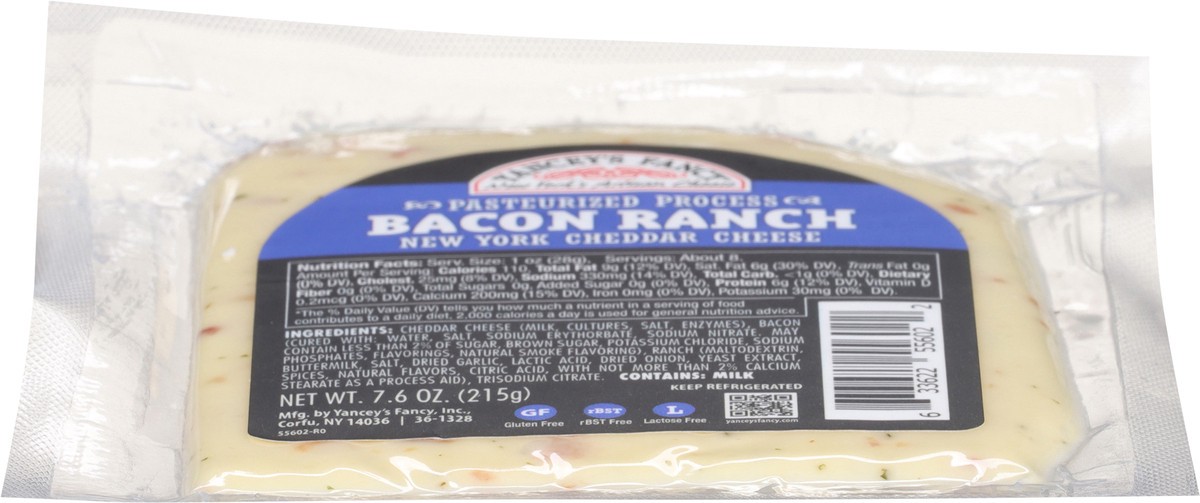 YANCEY'S FANCY
New York's Artisan Cheese
PASTEURIZED PROCESS
BACON RANCH
NEW YORK CHEDDAR CHEESE
Nutrition Facts: Serv. Size: 1 oz (28g), Servings: About 8,
Amount Per Serving: Calories 110, Total Fat 9g (12% DV), Sat. Fat 6g (30% DV), Trans Fat 0g
(0% DV), Cholest. 25mg (8% DV), Sodium 330mg (14% DV), Total Carb. <1g (0% DV), Dietary
Fiber 0g (0% DV), Total Sugars 0g, Added Sugar 0g (0% DV), Protein 6g (12% DV), Vitamin D
0.2mcg (0% DV), Calcium 200mg (15% DV), Iron 0mg (0% DV), Potassium 30mg (0% DV).
*The % Daily Value (DV) tells you how much a nutrient in a serving of food
contributes to a daily diet. 2,000 calories a day is used for general nutrition advice.
INGREDIENTS: CHEDDAR CHEESE (MILK, CULTURES, SALT, ENZYMES), BACON
(CURED WITH: WATER, SALT, SODIUM ERYTHORBATE, SODIUM NITRATE, MAY
CONTAIN LESS THAN 2% OF SUGAR, BROWN SUGAR, POTASSIUM CHLORIDE, SODIUM
PHOSPHATES, FLAVORINGS, NATURAL SMOKE FLAVORING), RANCH (MALTODEXTRIN,
BUTTERMILK, SALT, DRIED GARLIC, LACTIC ACID, DRIED ONION, YEAST EXTRACT,
SPICES, NATURAL FLAVORS, CITRIC ACID, WITH NOT MORE THAN 2% CALCIUM
STEARATE AS A PROCESS AID), TRISODIUM CITRATE. CONTAINS: MILK
KEEP REFRIGERATED
NET WT. 7.6 OZ. (215g)
Mfg. by Yancey's Fancy, Inc.,
Corfu, NY 14036 | 36-1328
55602-R0
GF
Gluten Free
rBST
rBST Free
L
Lactose Free
yanceysfancy.com
6 33622 55602 2